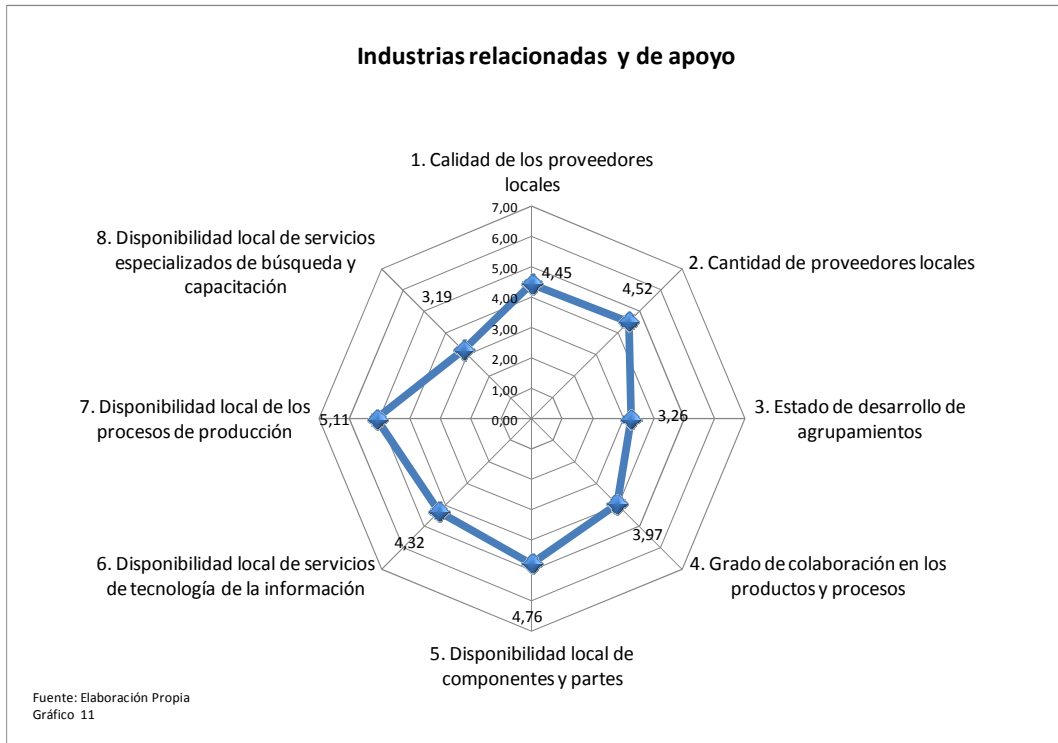 Industrias relacionadas y de apoyo
1. Calidad de los proveedores
locales
7,00
6,00
5,00
4,00
3,00
2,00
1,00
0,00
4,45
2. Cantidad de proveedores locales
4,52
3. Estado de desarrollo de
agrupamientos
3,26
4. Grado de colaboración en los
productos y procesos
3,97
5. Disponibilidad local de
componentes y partes
4,76
6. Disponibilidad local de servicios
de tecnología de la información
4,32
7. Disponibilidad local de los
procesos de producción
5,11
8. Disponibilidad local de servicios
especializados de búsqueda y
capacitación
3,19
Fuente: Elaboración Propia
Gráfico 11